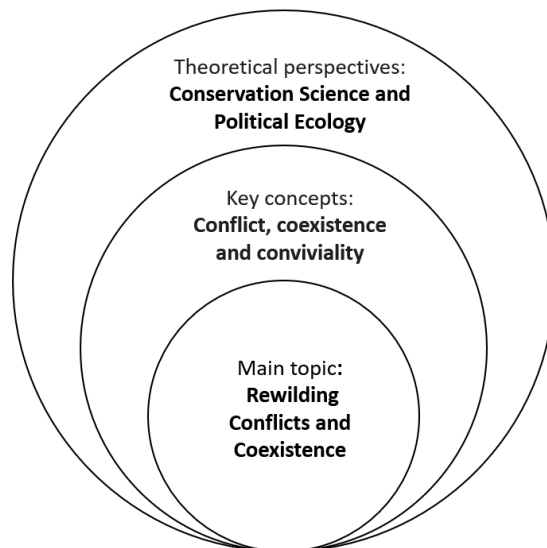 Theoretical perspectives:
Conservation Science and
Political Ecology
Key concepts:
Conflict, coexistence
and conviviality
Main topic:
Rewilding
Conflicts and
Coexistence